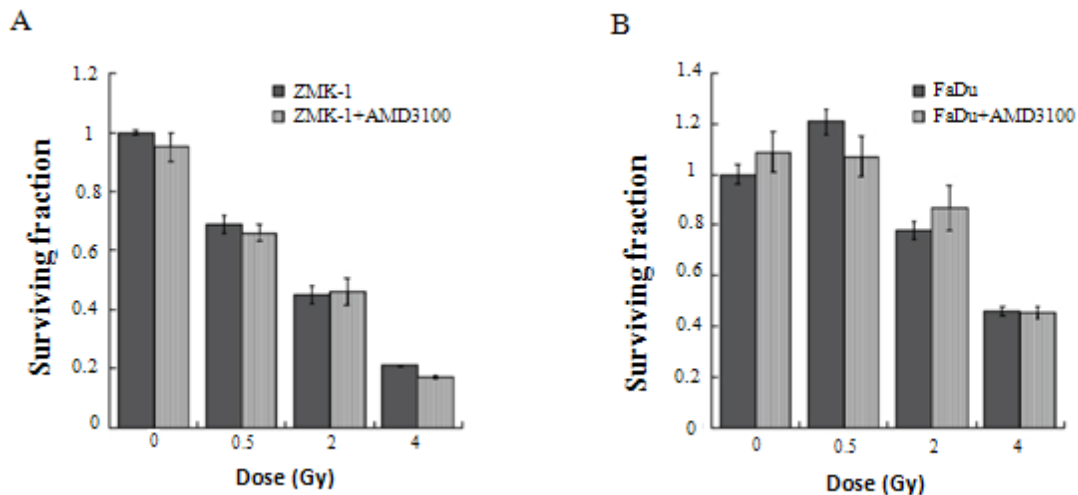 A
1.2
1
0.8
0.6
0.4
0.2
0
Surviving fraction
ZMK-1
ZMK-1+AMD3100
0 0.5 2 4
Dose (Gy)
B
1.4
1.2
1
0.8
0.6
0.4
0.2
0
Surviving fraction
FaDu
FaDu+AMD3100
0 0.5 2 4
Dose (Gy)